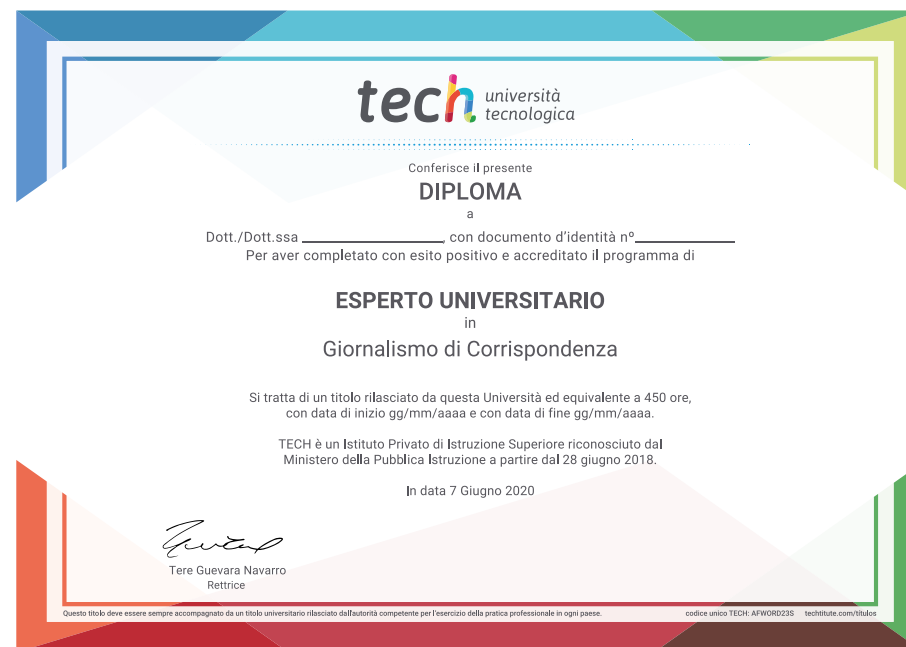 tech università
tecnologica
Conferisce il presente
DIPLOMA
a
Dott./Dott.ssa ____________________, con documento d'identità nº______________
Per aver completato con esito positivo e accreditato il programma di
ESPERTO UNIVERSITARIO
in
Giornalismo di Corrispondenza
Si tratta di un titolo rilasciato da questa Università ed equivalente a 450 ore,
con data di inizio gg/mm/aaaa e con data di fine gg/mm/aaaa.
TECH è un Istituto Privato di Istruzione Superiore riconosciuto dal
Ministero della Pubblica Istruzione a partire dal 28 giugno 2018.
In data 7 Giugno 2020
Tere Guevara Navarro
Rettrice
Questo titolo deve essere sempre accompagnato da un titolo universitario rilasciato dall'autorità competente per l'esercizio della pratica professionale in ogni paese. codice unico TECH: AFWORD23S techtitute.com/titulos